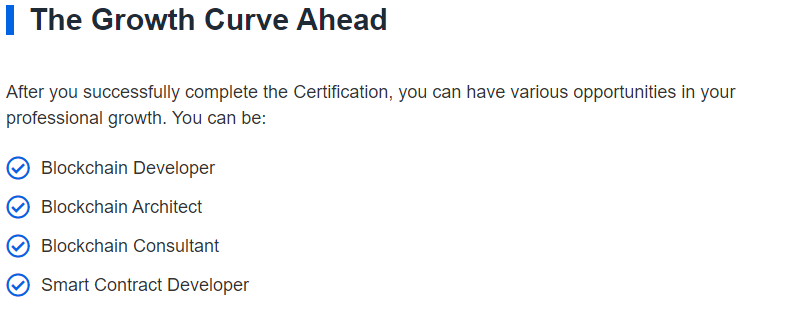 The Growth Curve Ahead
After you successfully complete the Certification, you can have various opportunities in your
professional growth. You can be:
Blockchain Developer
Blockchain Architect
Blockchain Consultant
Smart Contract Developer